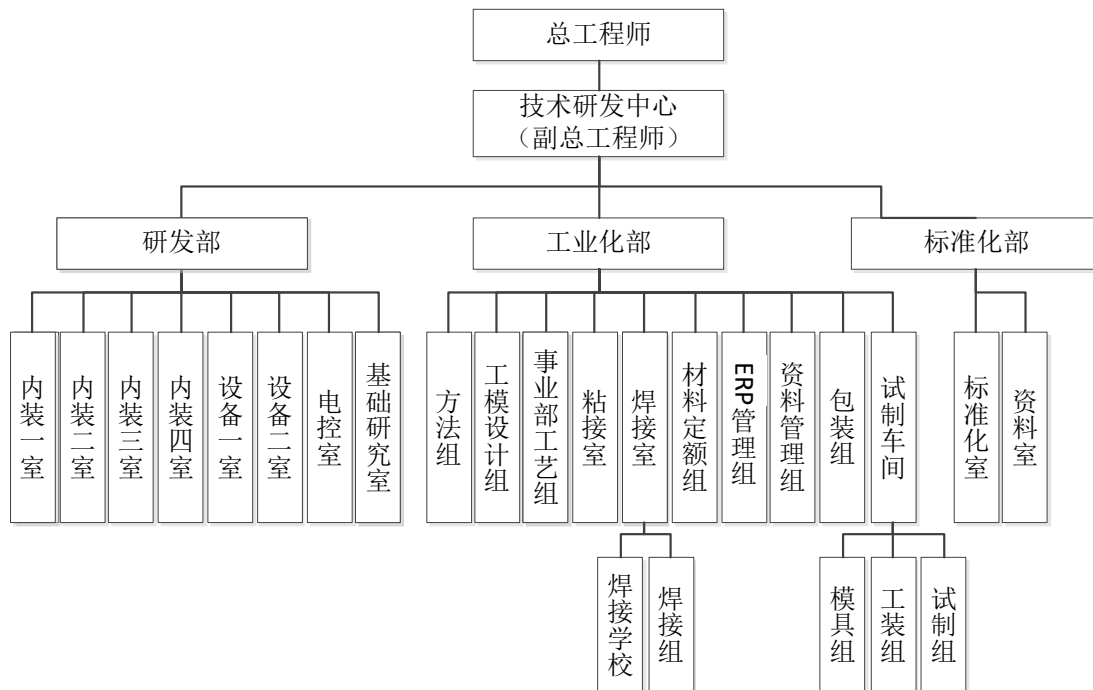 总工程师
技术研发中心
（副总工程师）
研发部
工业化部
标准化部
内装一室
内装二室
内装三室
内装四室
设备一室
设备二室
电控室
基础研究室
方法组
工模设计组
事业部工艺组
粘接室
焊接室
材料定额组
ERP管理组
资料管理组
包装组
试制车间
标准化室
资料室
焊接学校
焊接组
模具组
工装组
试制组